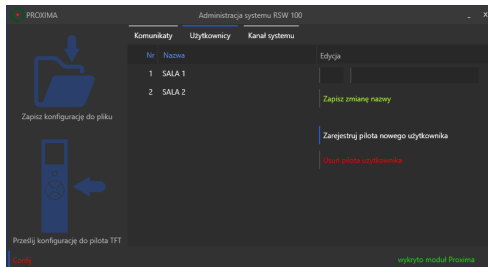 PROXIMA
Administracja systemu RSW 100
_ X
Komunikaty Użytkownicy Kanał systemu
Nr Nazwa
Edycja
1 SALA 1
2 SALA 2
Zapisz zmianę nazwy
Zapisz konfigurację do pliku
Zarejestruj pilota nowego użytkownika
Usuń pilota użytkownika
Prześlij konfigurację do pilota TFT
wykryto moduł Proxima